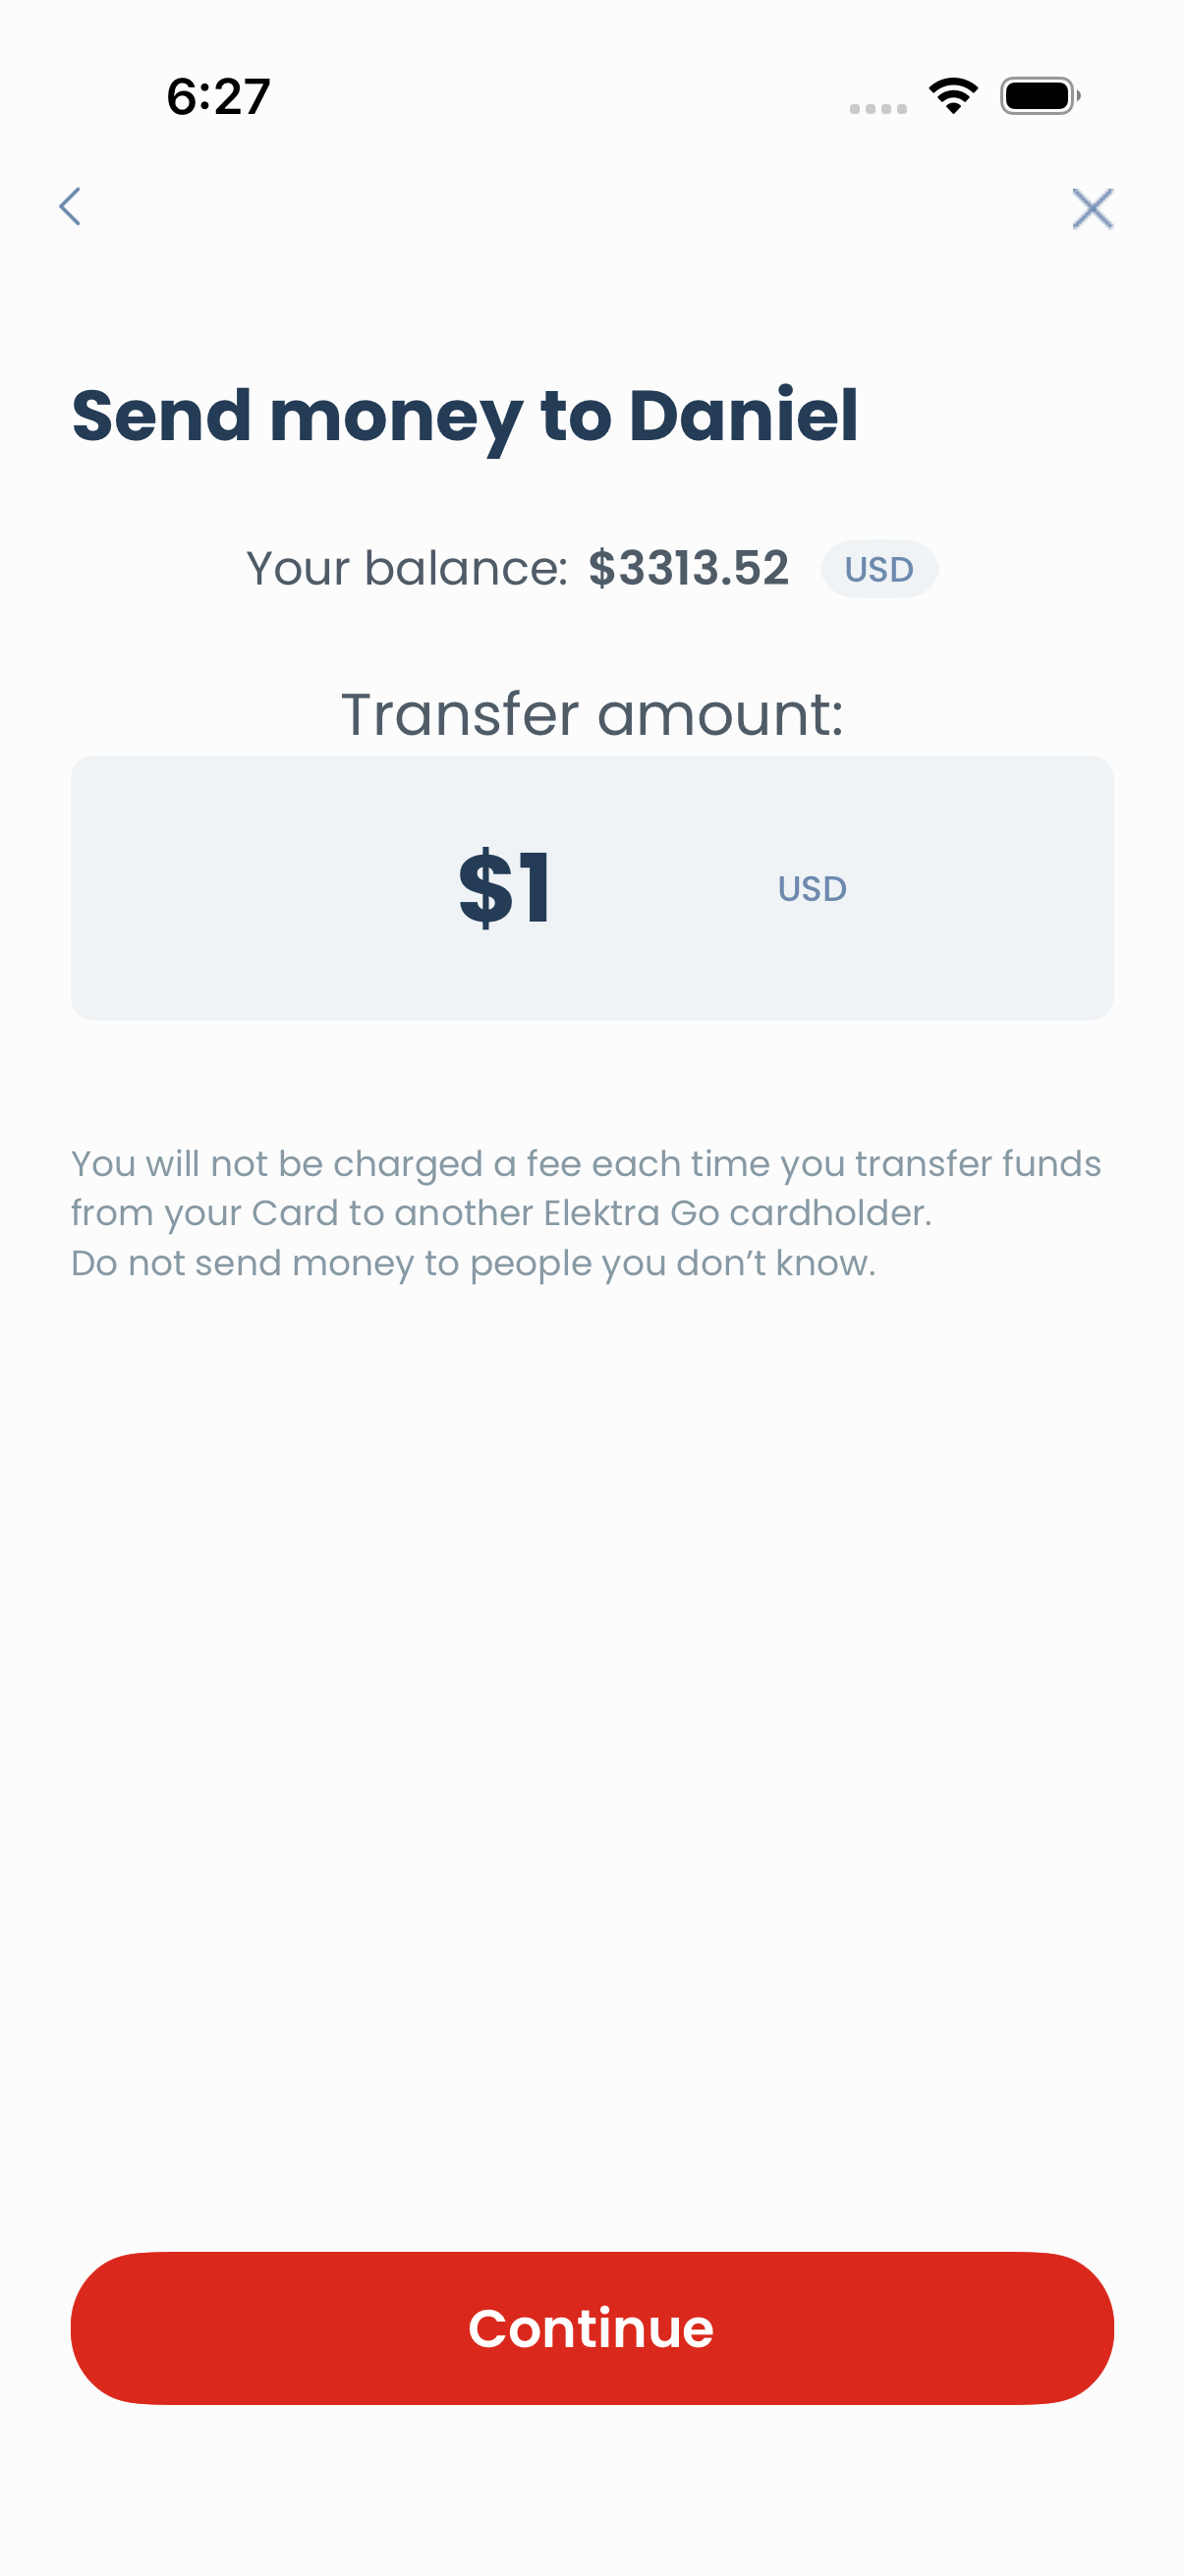 6:27
Send money to Daniel
Your balance: $3313.52 USD
Transfer amount:
$1 USD
You will not be charged a fee each time you transfer funds
from your Card to another Elektra Go cardholder.
Do not send money to people you don’t know.
Continue